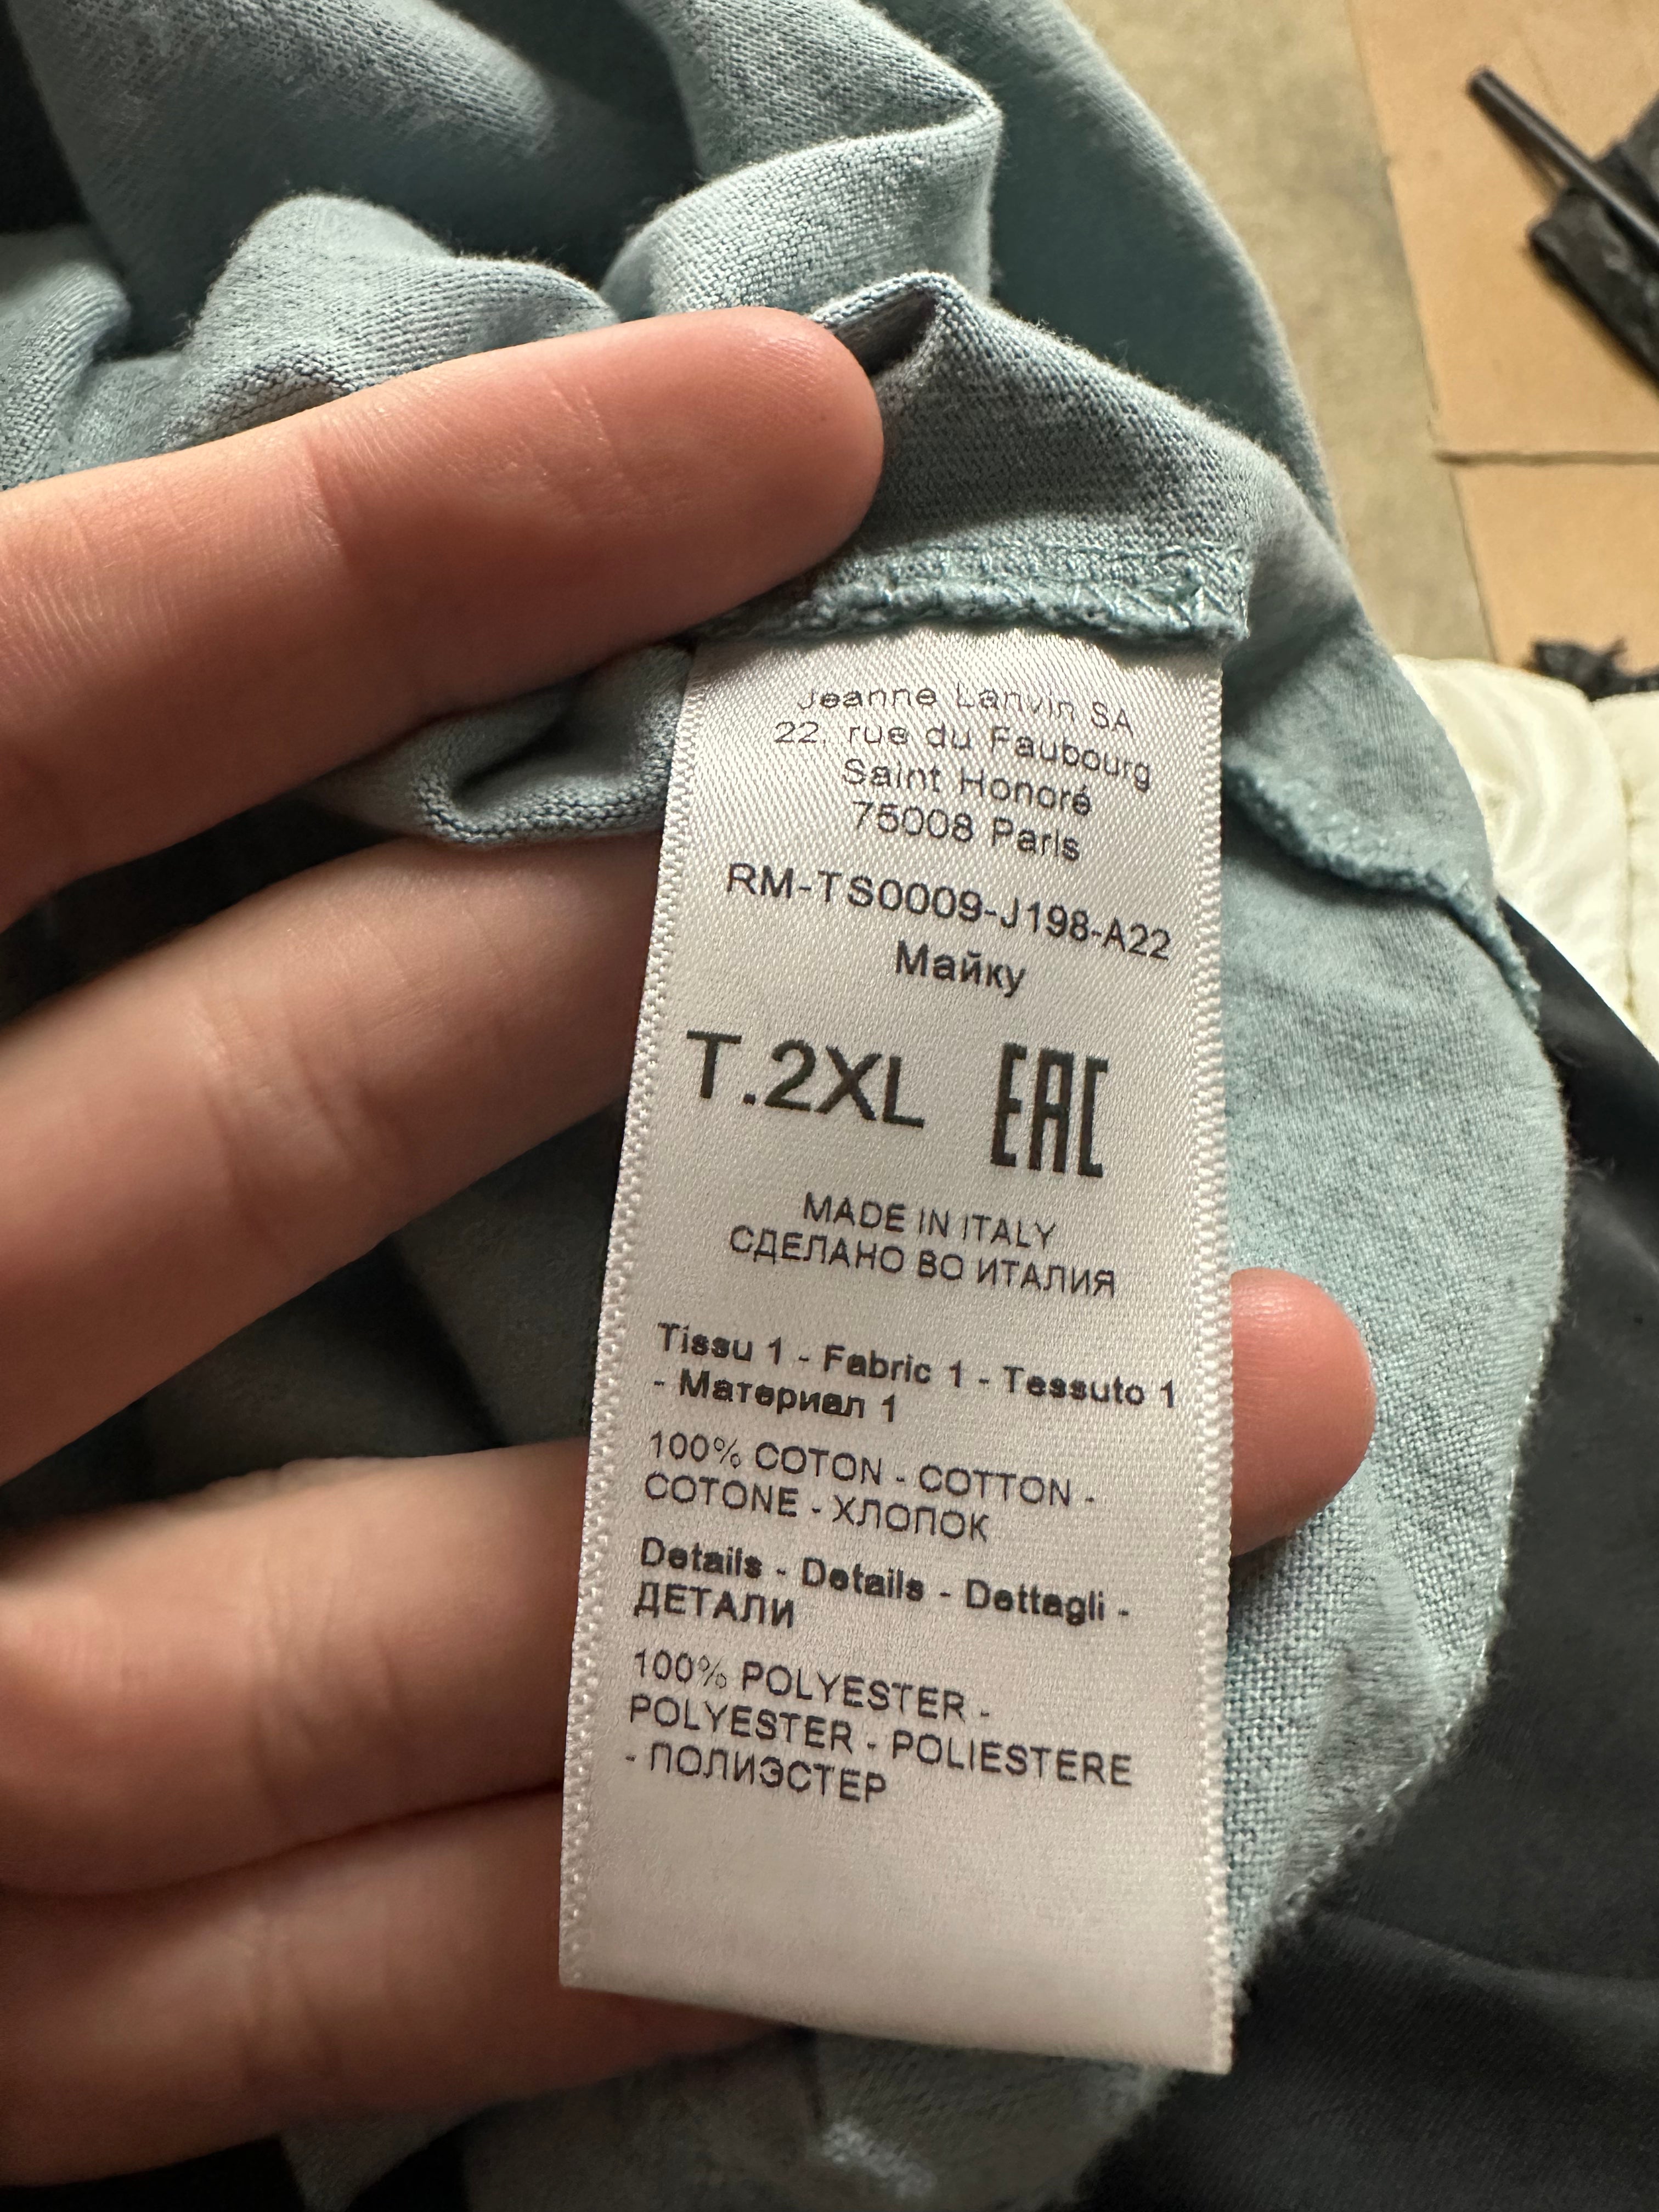 Jeanne Lanvin SA
22, rue du Faubourg
Saint Honoré
75008 Paris
RM-TS0009-J198-A22
Майку
T.2XL EAC
MADE IN ITALY
СДЕЛАНО ВО ИТАЛИЯ
Tissu 1 - Fabric 1 - Tessuto 1
- Материал 1
100% COTON - COTTON -
COTONE - ХЛОПОК
Details - Details - Dettagli -
ДЕТАЛИ
100% POLYESTER -
POLYESTER - POLIESTERE
- ПОЛИЭСТЕР